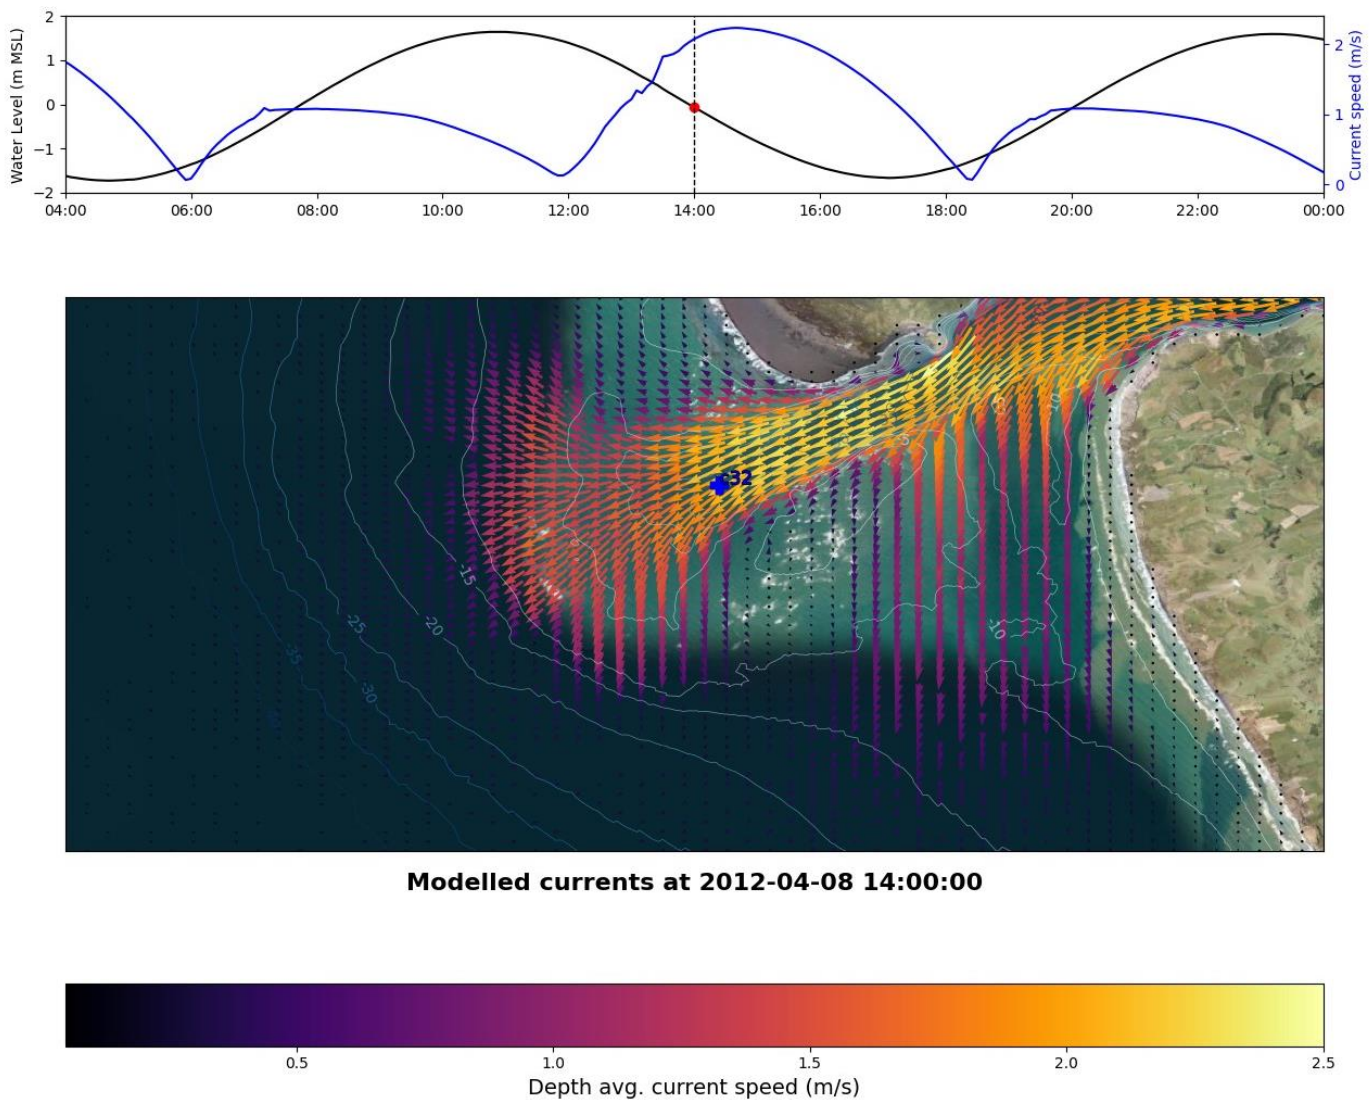 2
1
0
−1
−2
Water Level (m MSL)
2
1
0
Current speed (m/s)
04:00 06:00 08:00 10:00 12:00 14:00 16:00 18:00 20:00 22:00 00:00
32
-5
-15
-20
-25
-10
-35
-30
Modelled currents at 2012-04-08 14:00:00
0.5 1.0 1.5 2.0 2.5
Depth avg. current speed (m/s)